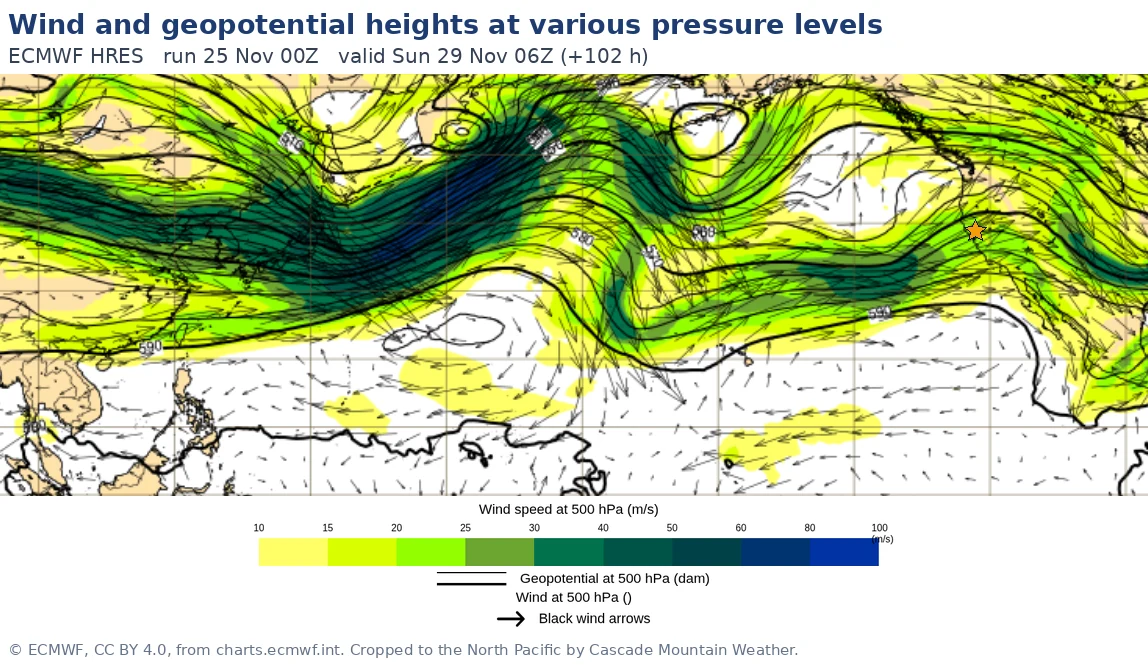 Wind and geopotential heights at various pressure levels
ECMWF HRES run 25 Nov 00Z valid Sun 29 Nov 06Z (+102 h)
570
580
580
590
590
Wind speed at 500 hPa (m/s)
10 15 20 25 30 40 50 60 80 100
(m/s)
Geopotential at 500 hPa (dam)
Wind at 500 hPa ()
Black wind arrows
© ECMWF, CC BY 4.0, from charts.ecmwf.int. Cropped to the North Pacific by Cascade Mountain Weather.